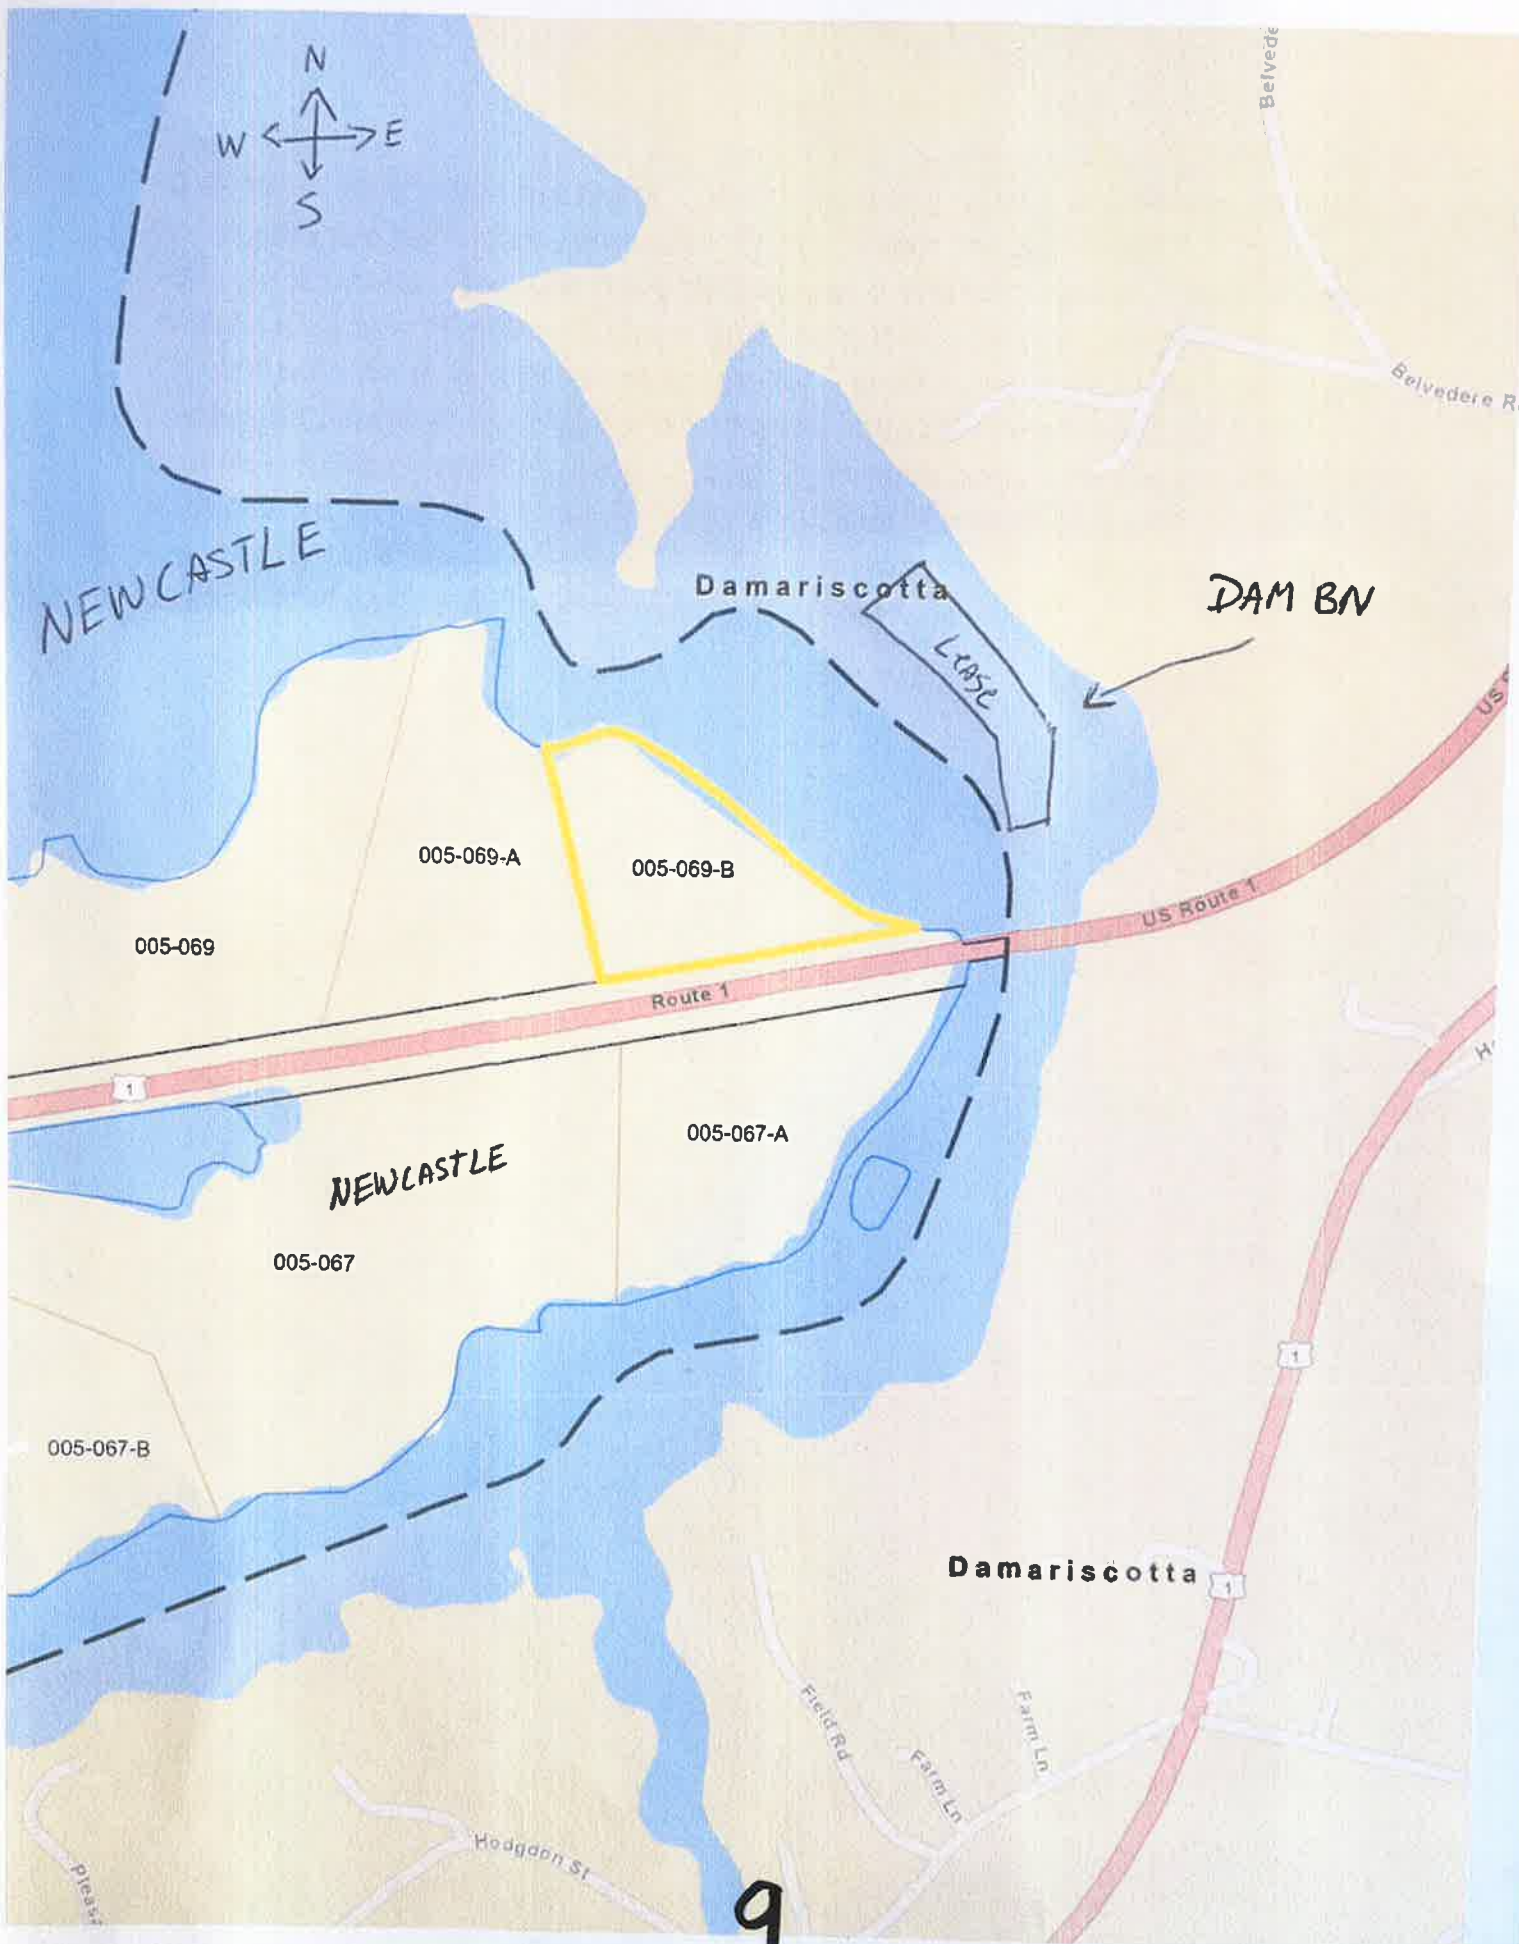 N
W E
S
Belvede
Belvedere R
NEWCASTLE
Damariscotta
DAM BN
LEASE
US
005-069-A
005-069-B
US Route 1
005-069
Route 1
1
005-067-A
NEWCASTLE
005-067
1
005-067-B
Damariscotta
1
Field Rd
Farm Ln
Farm Ln
Hodgdon St
Pleasa
9